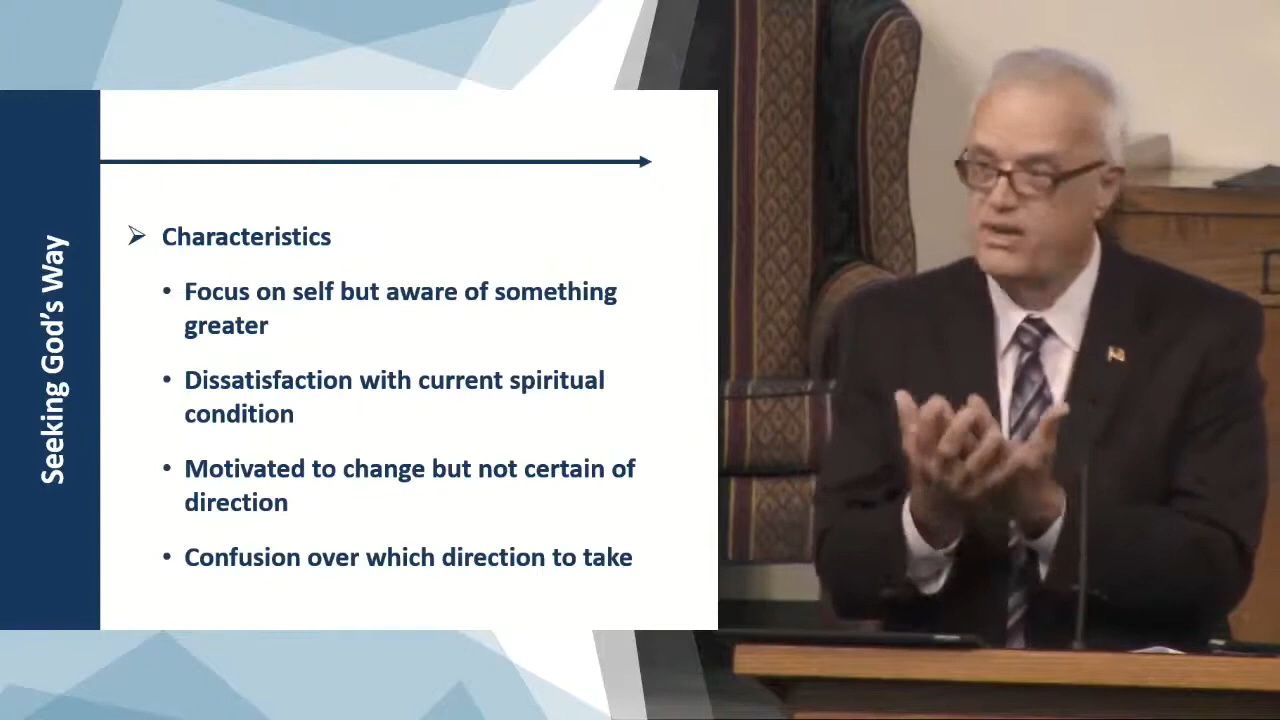 Seeking God's Way
➢ Characteristics
• Focus on self but aware of something
greater
• Dissatisfaction with current spiritual
condition
• Motivated to change but not certain of
direction
• Confusion over which direction to take